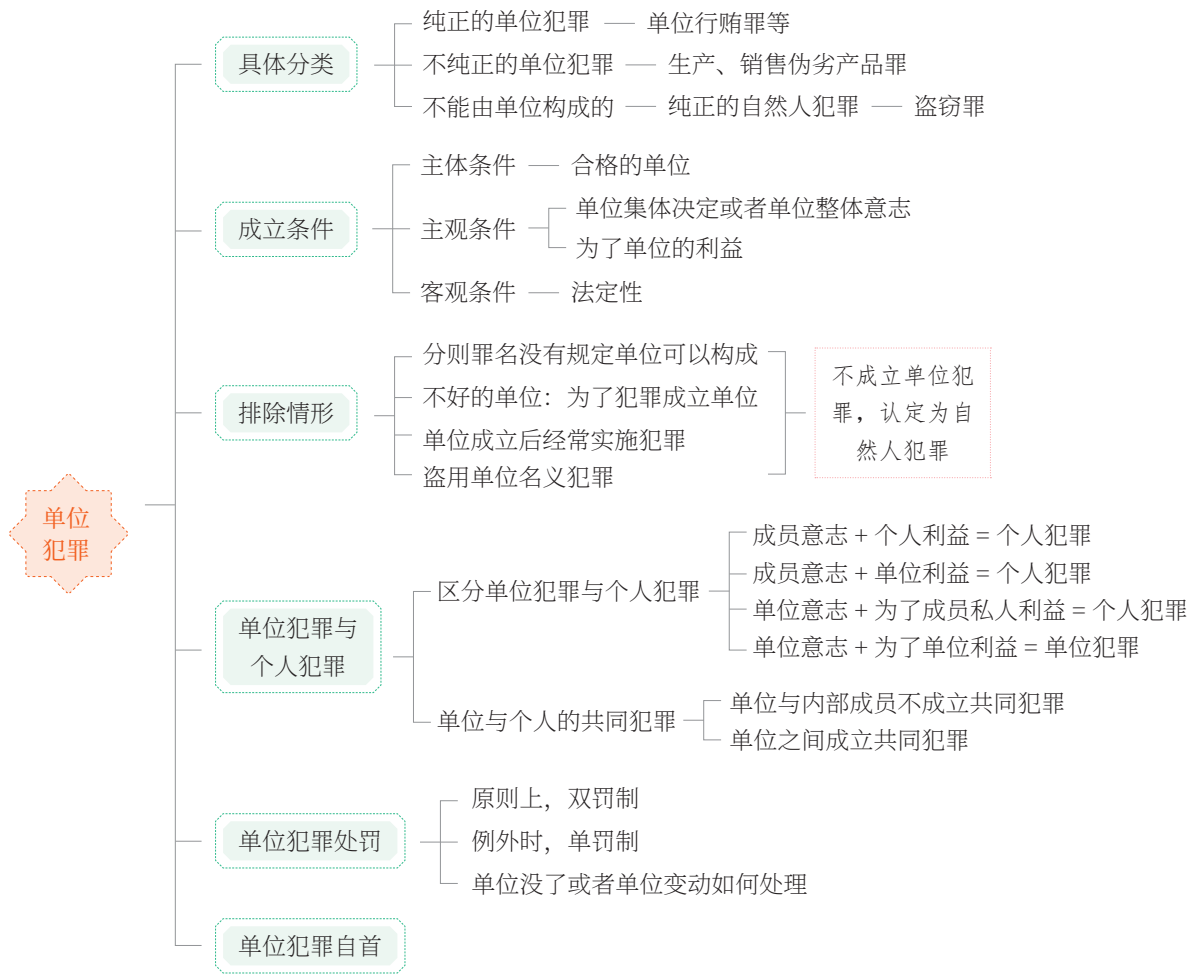 单位
犯罪
具体分类
纯正的单位犯罪
单位行贿罪等
不纯正的单位犯罪
生产、销售伪劣产品罪
不能由单位构成的
纯正的自然人犯罪
盗窃罪
成立条件
主体条件
合格的单位
主观条件
单位集体决定或者单位整体意志
为了单位的利益
客观条件
法定性
排除情形
分则罪名没有规定单位可以构成
不好的单位：为了犯罪成立单位
单位成立后经常实施犯罪
盗用单位名义犯罪
不成立单位犯
罪，认定为自
然人犯罪
单位犯罪与
个人犯罪
区分单位犯罪与个人犯罪
成员意志 + 个人利益 = 个人犯罪
成员意志 + 单位利益 = 个人犯罪
单位意志 + 为了成员私人利益 = 个人犯罪
单位意志 + 为了单位利益 = 单位犯罪
单位与个人的共同犯罪
单位与内部成员不成立共同犯罪
单位之间成立共同犯罪
单位犯罪处罚
原则上，双罚制
例外时，单罚制
单位没了或者单位变动如何处理
单位犯罪自首